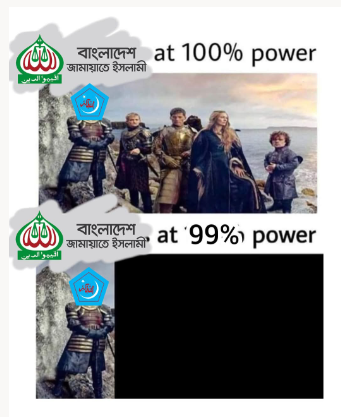 বাংলাদেশ
জামায়াতে ইসলামী
at 100% power
বাংলাদেশ
জামায়াতে ইসলামী
at 99% power